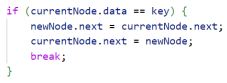 if (currentNode.data == key) {
    newNode.next = currentNode.next;
    currentNode.next = newNode;
    break;
}